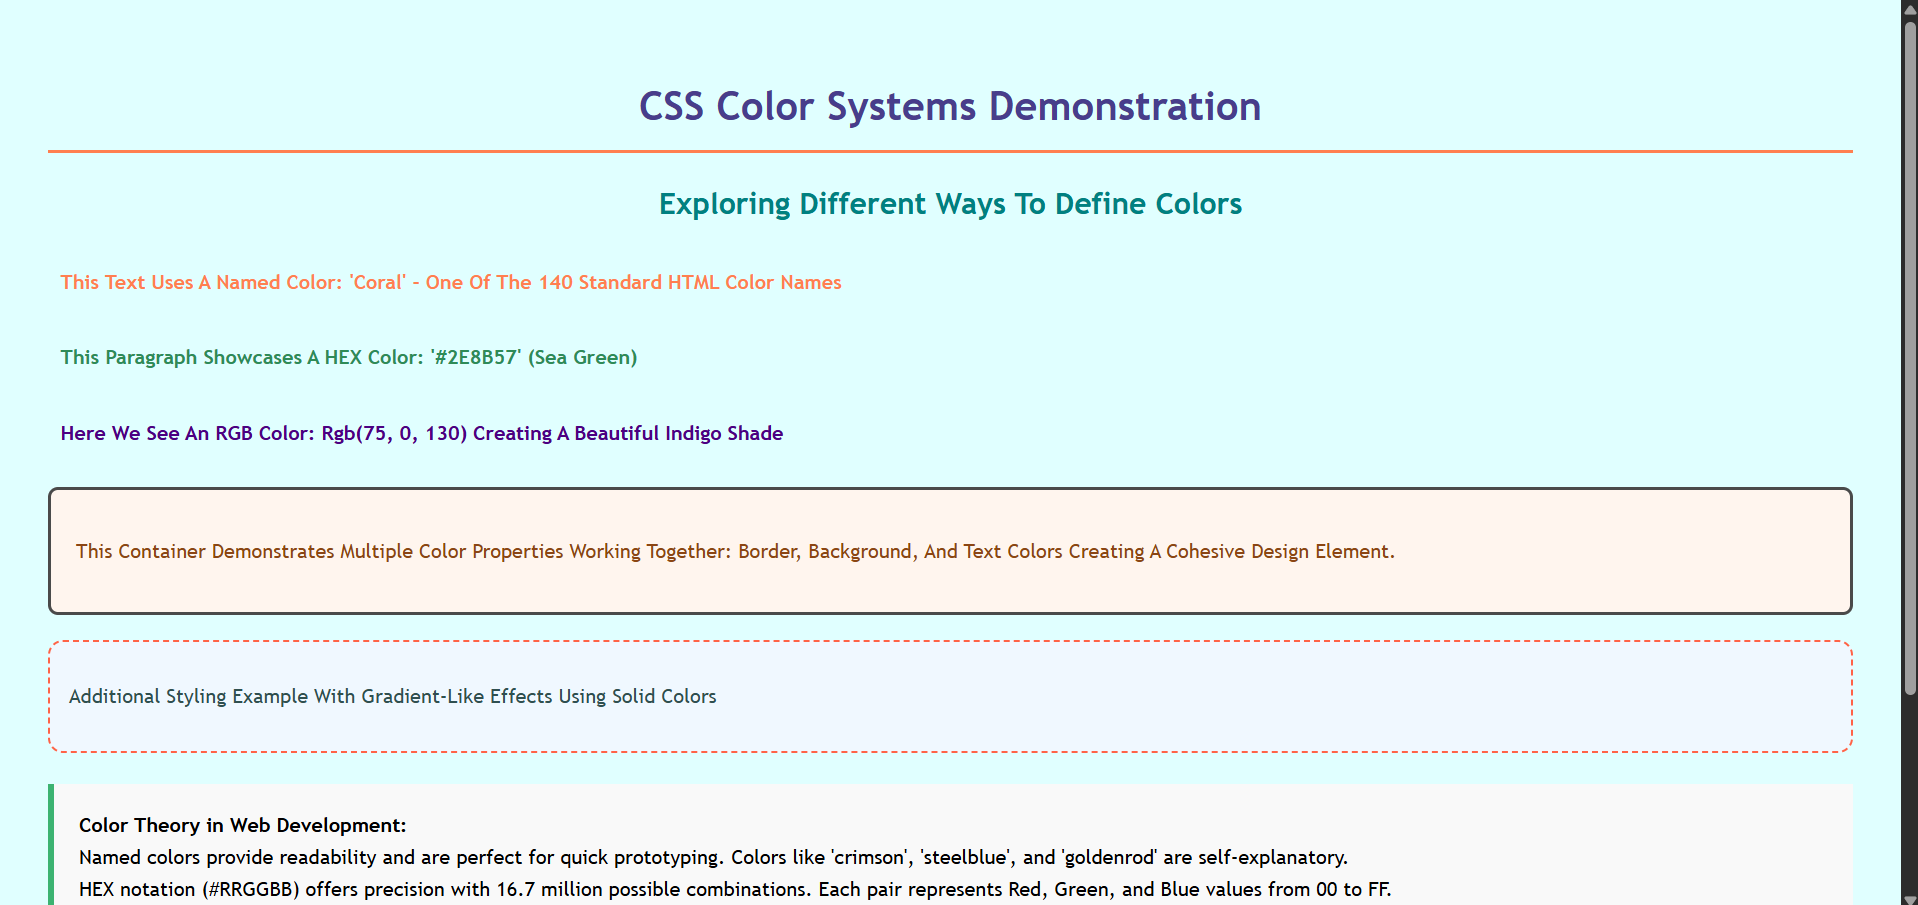 CSS Color Systems Demonstration
Exploring Different Ways To Define Colors
This Text Uses A Named Color: 'Coral' - One Of The 140 Standard HTML Color Names
This Paragraph Showcases A HEX Color: '#2E8B57' (Sea Green)
Here We See An RGB Color: Rgb(75, 0, 130) Creating A Beautiful Indigo Shade
This Container Demonstrates Multiple Color Properties Working Together: Border, Background, And Text Colors Creating A Cohesive Design Element.
Additional Styling Example With Gradient-Like Effects Using Solid Colors
Color Theory in Web Development:
Named colors provide readability and are perfect for quick prototyping. Colors like 'crimson', 'steelblue', and 'goldenrod' are self-explanatory.
HEX notation (#RRGGBB) offers precision with 16.7 million possible combinations. Each pair represents Red, Green, and Blue values from 00 to FF.